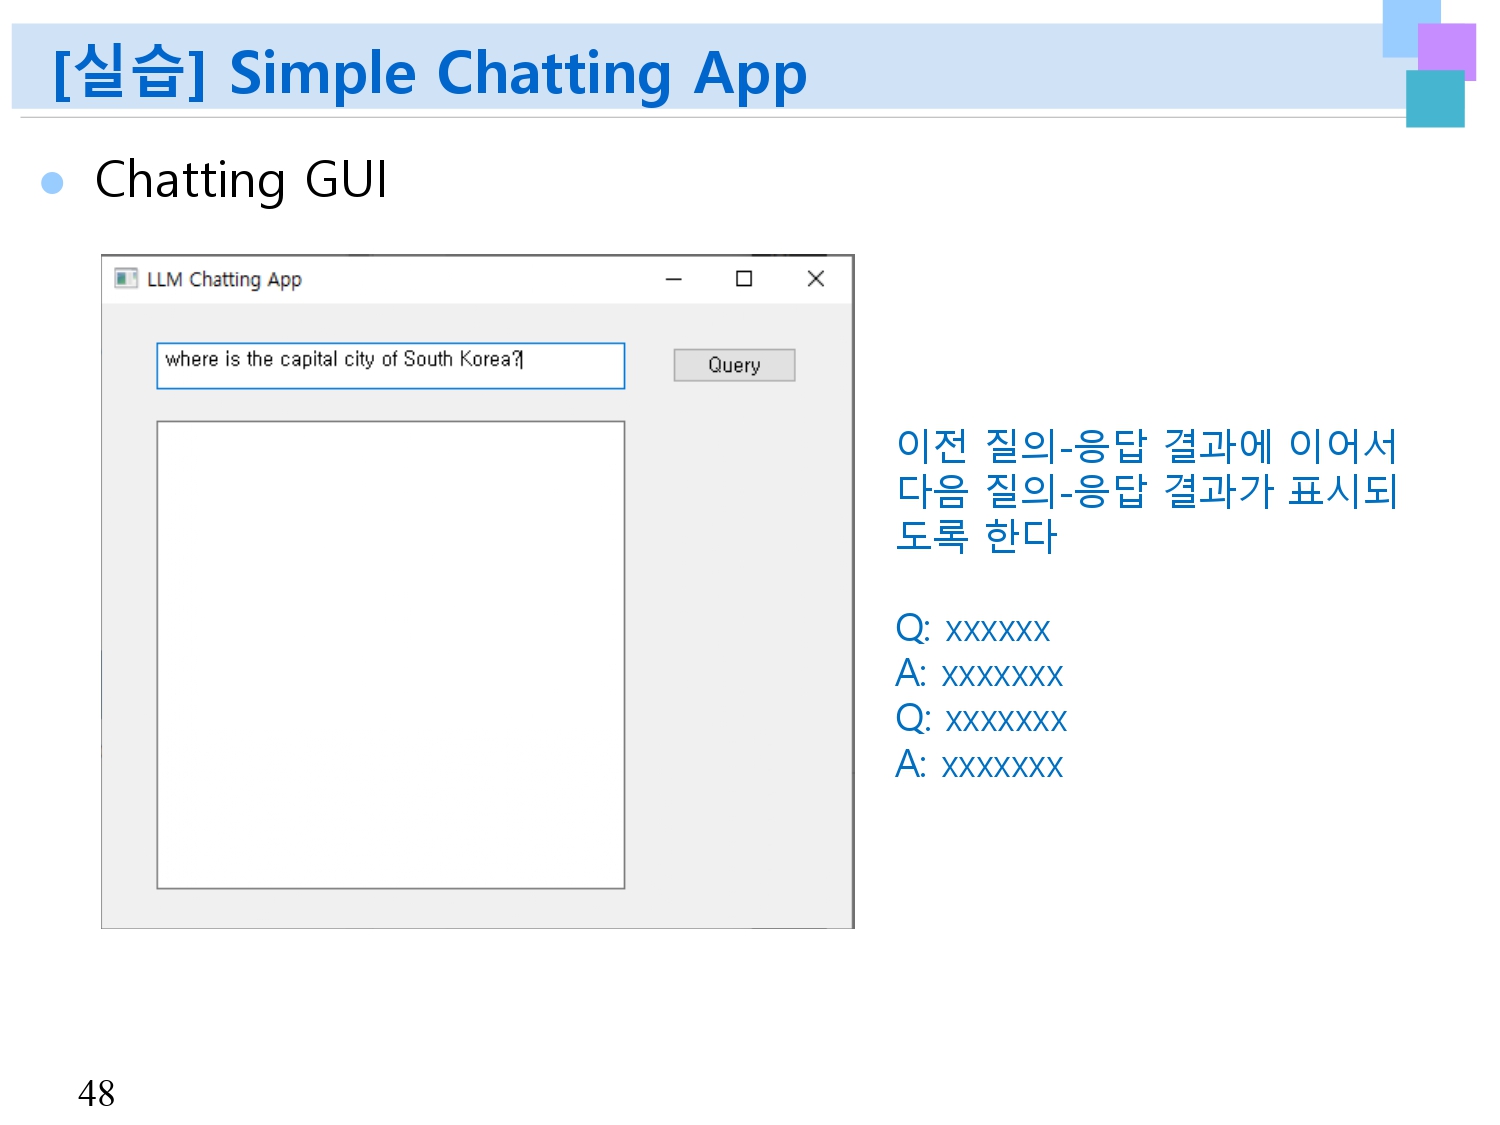 [실습] Simple Chatting App
Chatting GUI
LLM Chatting App
where is the capital city of South Korea?
Query
이전 질의-응답 결과에 이어서
다음 질의-응답 결과가 표시되
도록 한다
Q: xxxxxx
A: xxxxxxx
Q: xxxxxxx
A: xxxxxxx
48